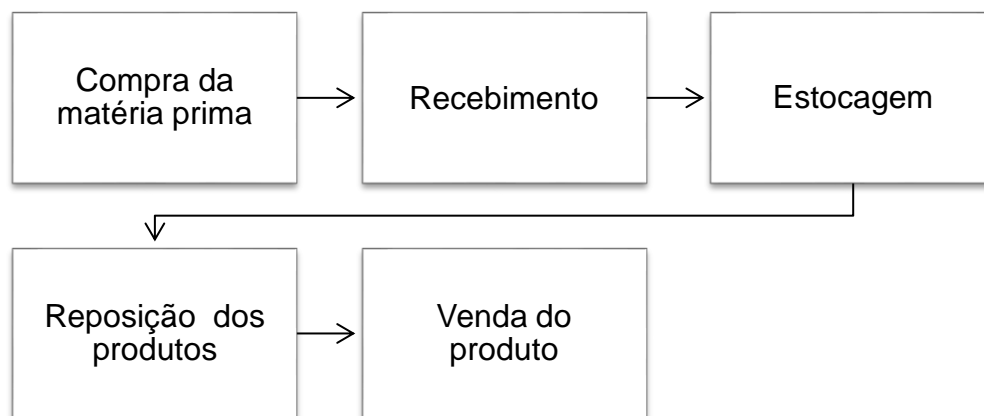 Compra da
matéria prima
Recebimento
Estocagem
Reposição dos
produtos
Venda do
produto